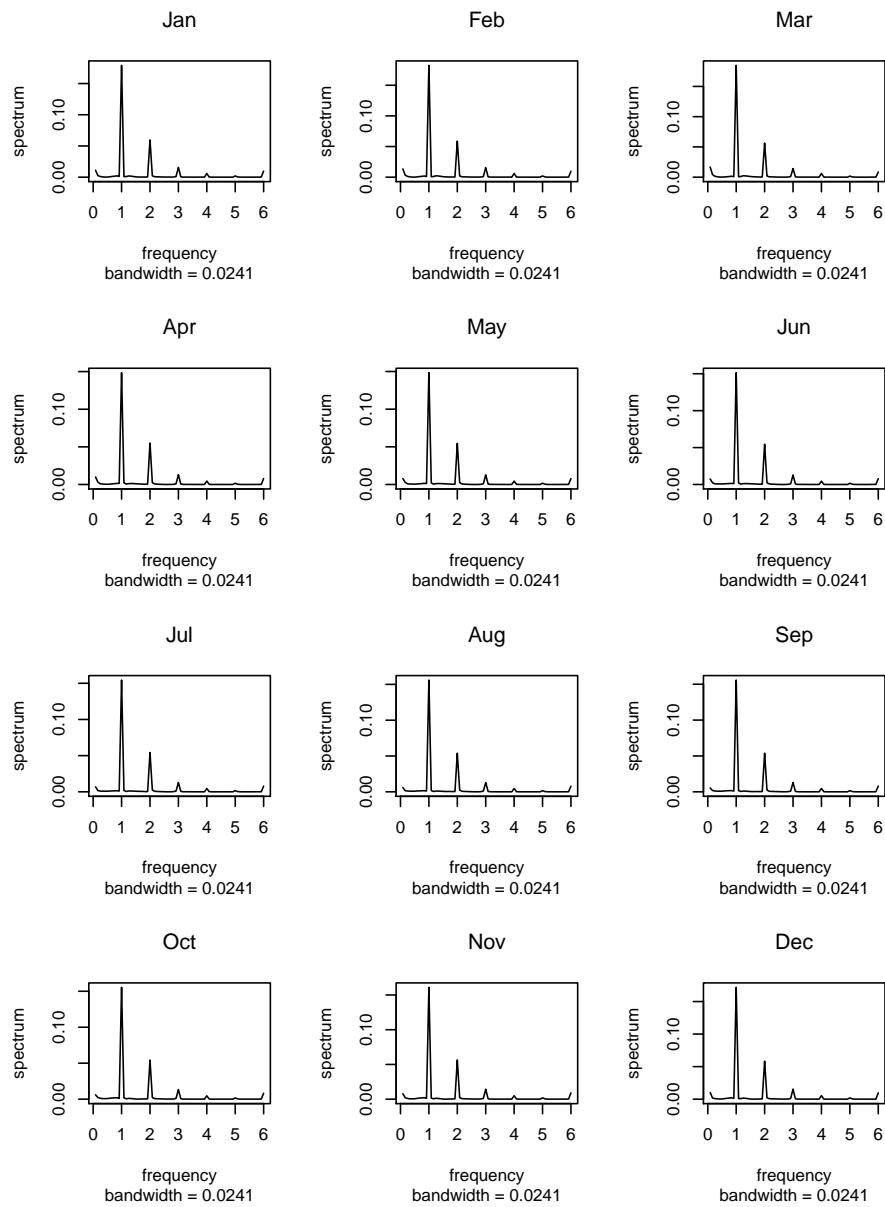 Jan
spectrum
0.00 0.10
0 1 2 3 4 5 6
frequency
bandwidth = 0.0241
Feb
spectrum
0.00 0.10
0 1 2 3 4 5 6
frequency
bandwidth = 0.0241
Mar
spectrum
0.00 0.10
0 1 2 3 4 5 6
frequency
bandwidth = 0.0241
Apr
spectrum
0.00 0.10
0 1 2 3 4 5 6
frequency
bandwidth = 0.0241
May
spectrum
0.00 0.10
0 1 2 3 4 5 6
frequency
bandwidth = 0.0241
Jun
spectrum
0.00 0.10
0 1 2 3 4 5 6
frequency
bandwidth = 0.0241
Jul
spectrum
0.00 0.10
0 1 2 3 4 5 6
frequency
bandwidth = 0.0241
Aug
spectrum
0.00 0.10
0 1 2 3 4 5 6
frequency
bandwidth = 0.0241
Sep
spectrum
0.00 0.10
0 1 2 3 4 5 6
frequency
bandwidth = 0.0241
Oct
spectrum
0.00 0.10
0 1 2 3 4 5 6
frequency
bandwidth = 0.0241
Nov
spectrum
0.00 0.10
0 1 2 3 4 5 6
frequency
bandwidth = 0.0241
Dec
spectrum
0.00 0.10
0 1 2 3 4 5 6
frequency
bandwidth = 0.0241